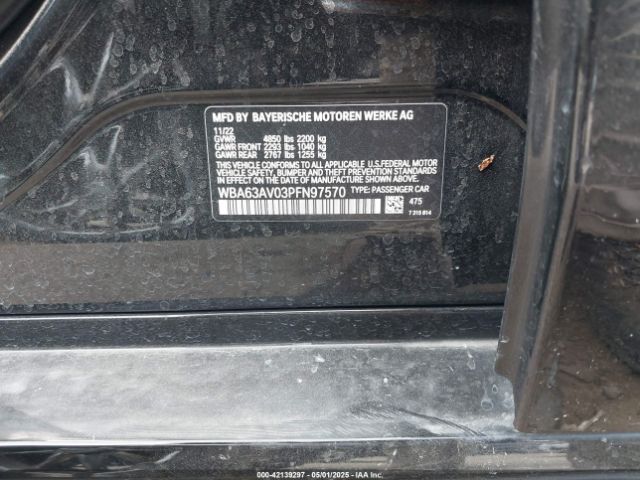 MFD BY BAYERISCHE MOTOREN WERKE AG
11/22
GVWR 4850 lbs 2200 kg
GAWR FRONT 2293 lbs 1040 kg
GAWR REAR 2767 lbs 1255 kg
THIS VEHICLE CONFORMS TO ALL APPLICABLE U.S.FEDERAL MOTOR
VEHICLE SAFETY, BUMPER AND THEFT PREVENTION STANDARDS
IN EFFECT ON THE DATE OF MANUFACTURE SHOWN ABOVE.
WBA63AV03PFN97570 TYPE: PASSENGER CAR
475
7 219 814
000-42139297 - 05/01/2025 - IAA Inc.